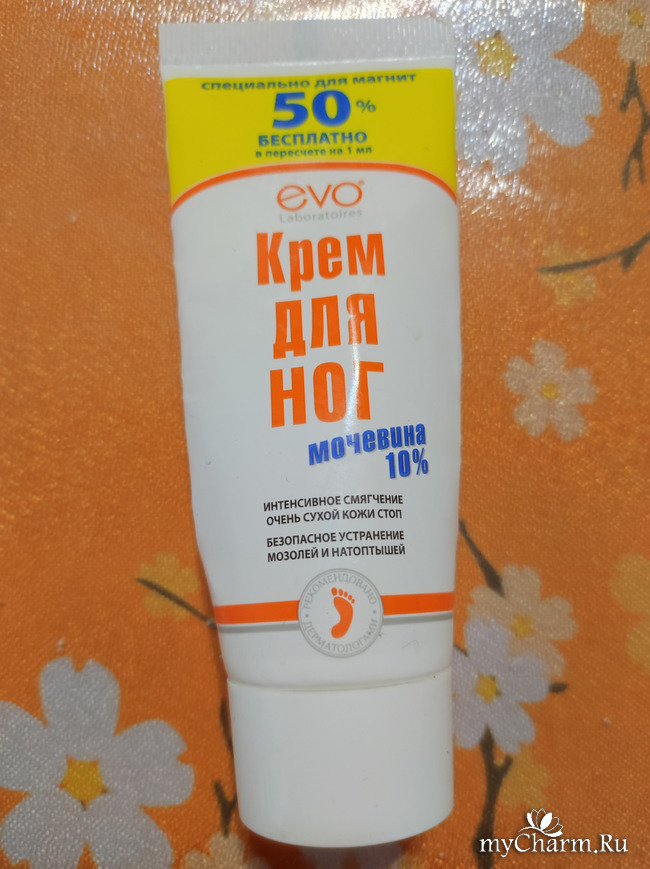 специально для магнит
50%
БЕСПЛАТНО
в пересчете на 1 мл
evo®
Laboratoires
Крем
для
ног
мочевина
10%
ИНТЕНСИВНОЕ СМЯГЧЕНИЕ
ОЧЕНЬ СУХОЙ КОЖИ СТОП
БЕЗОПАСНОЕ УСТРАНЕНИЕ
МОЗОЛЕЙ И НАТОПТЫШЕЙ
РЕКОМЕНДОВАНО
ДЕРМАТОЛОГАМИ
myCharm.Ru